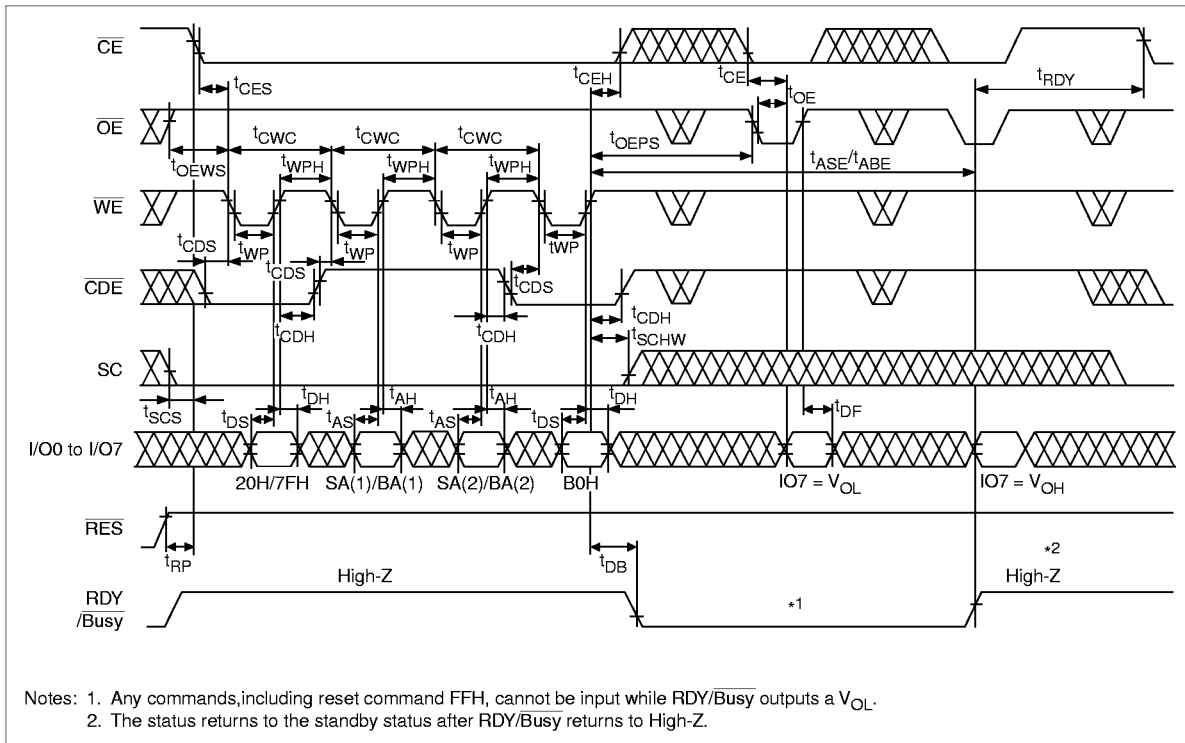 CE
tCES
tCEH
tCE
tOE
tRDY
OE
tOEWS
tCWC
tCWC
tCWC
tOEPS
tWPH
tWPH
tWPH
tASE/tABE
WE
tCDS
tWP
tCDS
tWP
tWP
tWP
tCDS
CDE
tCDH
tCDH
tCDH
tSCHW
SC
tSCS
tDS
tDH
tAS
tAH
tAS
tAH
tDS
tDH
tDF
I/O0 to I/O7
20H/7FH
SA(1)/BA(1)
SA(2)/BA(2)
B0H
IO7 = VOL
IO7 = VOH
RES
tRP
tDB
*2
High-Z
High-Z
RDY
/Busy
*1
Notes: 1. Any commands,including reset command FFH, cannot be input while RDY/Busy outputs a VOL.
2. The status returns to the standby status after RDY/Busy returns to High-Z.